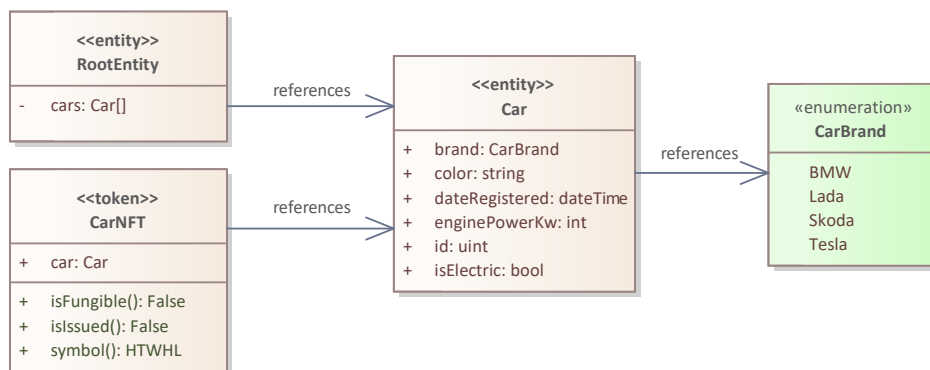 <<entity>>
RootEntity
- cars: Car[]
references
<<token>>
CarNFT
+ car: Car
+ isFungible(): False
+ isIssued(): False
+ symbol(): HTWHL
references
<<entity>>
Car
+ brand: CarBrand
+ color: string
+ dateRegistered: dateTime
+ enginePowerKw: int
+ id: uint
+ isElectric: bool
references
«enumeration»
CarBrand
BMW
Lada
Skoda
Tesla